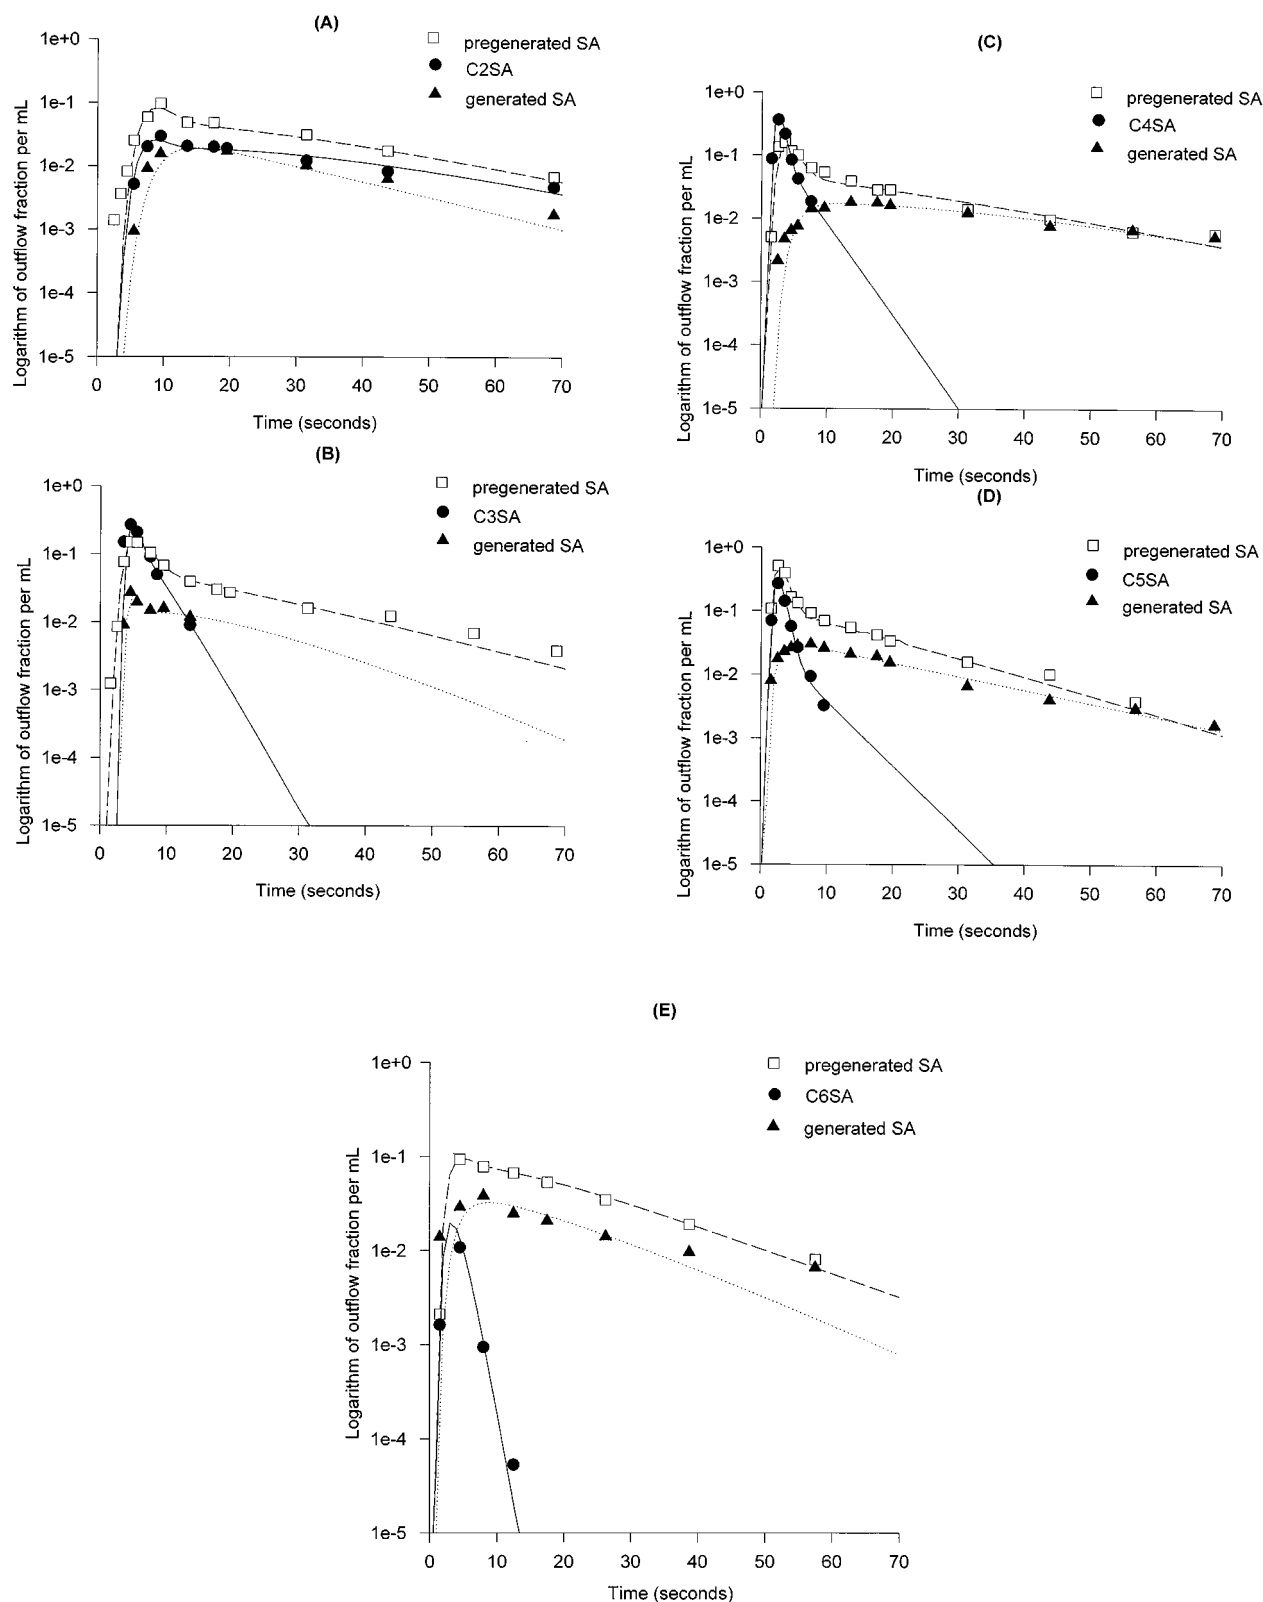 (A)
1e+0
1e-1
1e-2
1e-3
1e-4
1e-5
Logarithm of outflow fraction per mL
pregenerated SA
C2SA
generated SA
0 10 20 30 40 50 60 70
Time (seconds)
(B)
1e+0
1e-1
1e-2
1e-3
1e-4
1e-5
Logarithm of outflow fraction per mL
pregenerated SA
C3SA
generated SA
0 10 20 30 40 50 60 70
Time (seconds)
(C)
1e+0
1e-1
1e-2
1e-3
1e-4
1e-5
Logarithm of outflow fraction per mL
pregenerated SA
C4SA
generated SA
0 10 20 30 40 50 60 70
Time (seconds)
(D)
1e+0
1e-1
1e-2
1e-3
1e-4
1e-5
Logarithm of outflow fraction per mL
pregenerated SA
C5SA
generated SA
0 10 20 30 40 50 60 70
Time (seconds)
(E)
1e+0
1e-1
1e-2
1e-3
1e-4
1e-5
Logarithm of outflow fraction per mL
pregenerated SA
C6SA
generated SA
0 10 20 30 40 50 60 70
Time (seconds)